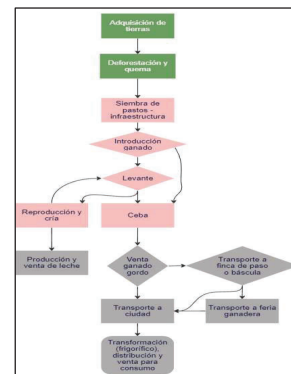 Adquisición de
tierras
Deforestación y
quema
Siembra de
pastos -
infraestructura
Introducción
ganado
Levante
Reproducción y
cría
Ceba
Producción y
venta de leche
Venta
ganado
gordo
Transporte a
finca de paso
o báscula
Transporte a
ciudad
Transporte a feria
ganadera
Transformación
(frigorífico),
distribución y
venta para
consumo